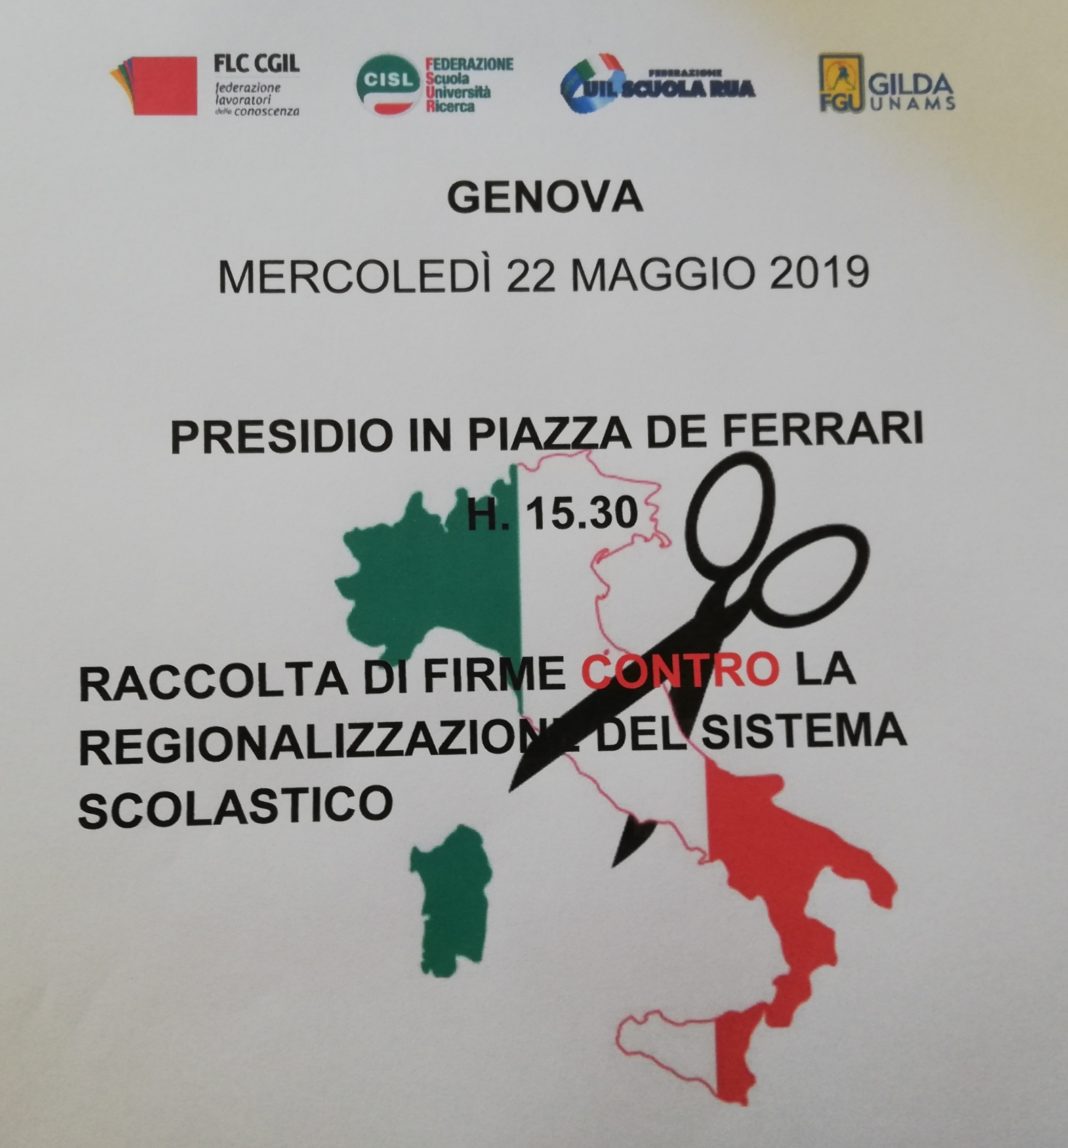 FLC CGIL
federazione
lavoratori
della conoscenza
CISL
FEDERAZIONE
Scuola
Università
Ricerca
FEDERAZIONE
UIL SCUOLA RUA
FGU
GILDA
UNAMS
GENOVA
MERCOLEDÌ 22 MAGGIO 2019
PRESIDIO IN PIAZZA DE FERRARI
H. 15.30
RACCOLTA DI FIRME CONTRO LA
REGIONALIZZAZIONE DEL SISTEMA
SCOLASTICO